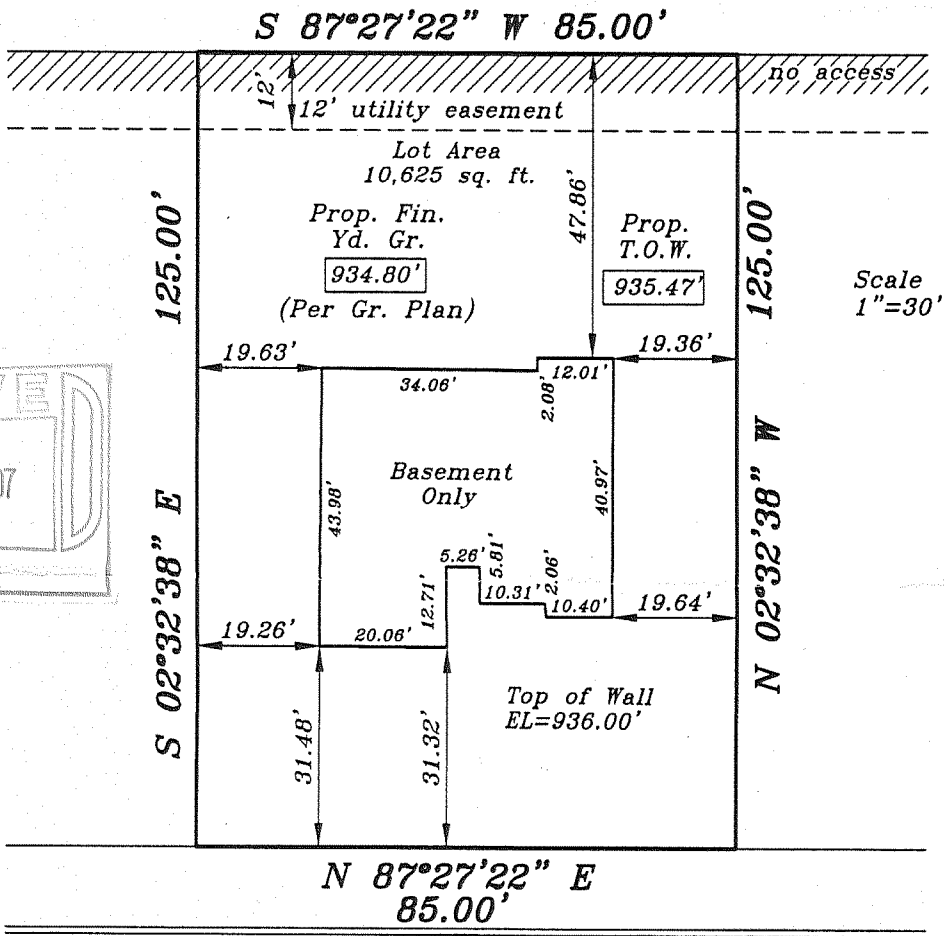 S 87°27'22" W 85.00'
no access
12'
12' utility easement
Lot Area
10,625 sq. ft.
Prop. Fin.
Yd. Gr.
934.80'
(Per Gr. Plan)
47.86'
Prop.
T.O.W.
935.47'
125.00'
125.00'
Scale
1"=30'
19.63'
19.36'
34.06'
12.01'
2.08'
Basement
Only
43.98'
40.97'
5.26'
5.81'
2.06'
10.31'
10.40'
12.71'
19.64'
19.26'
20.06'
S 02°32'38" E
N 02°32'38" W
31.48'
31.32'
Top of Wall
EL=936.00'
N 87°27'22" E
85.00'